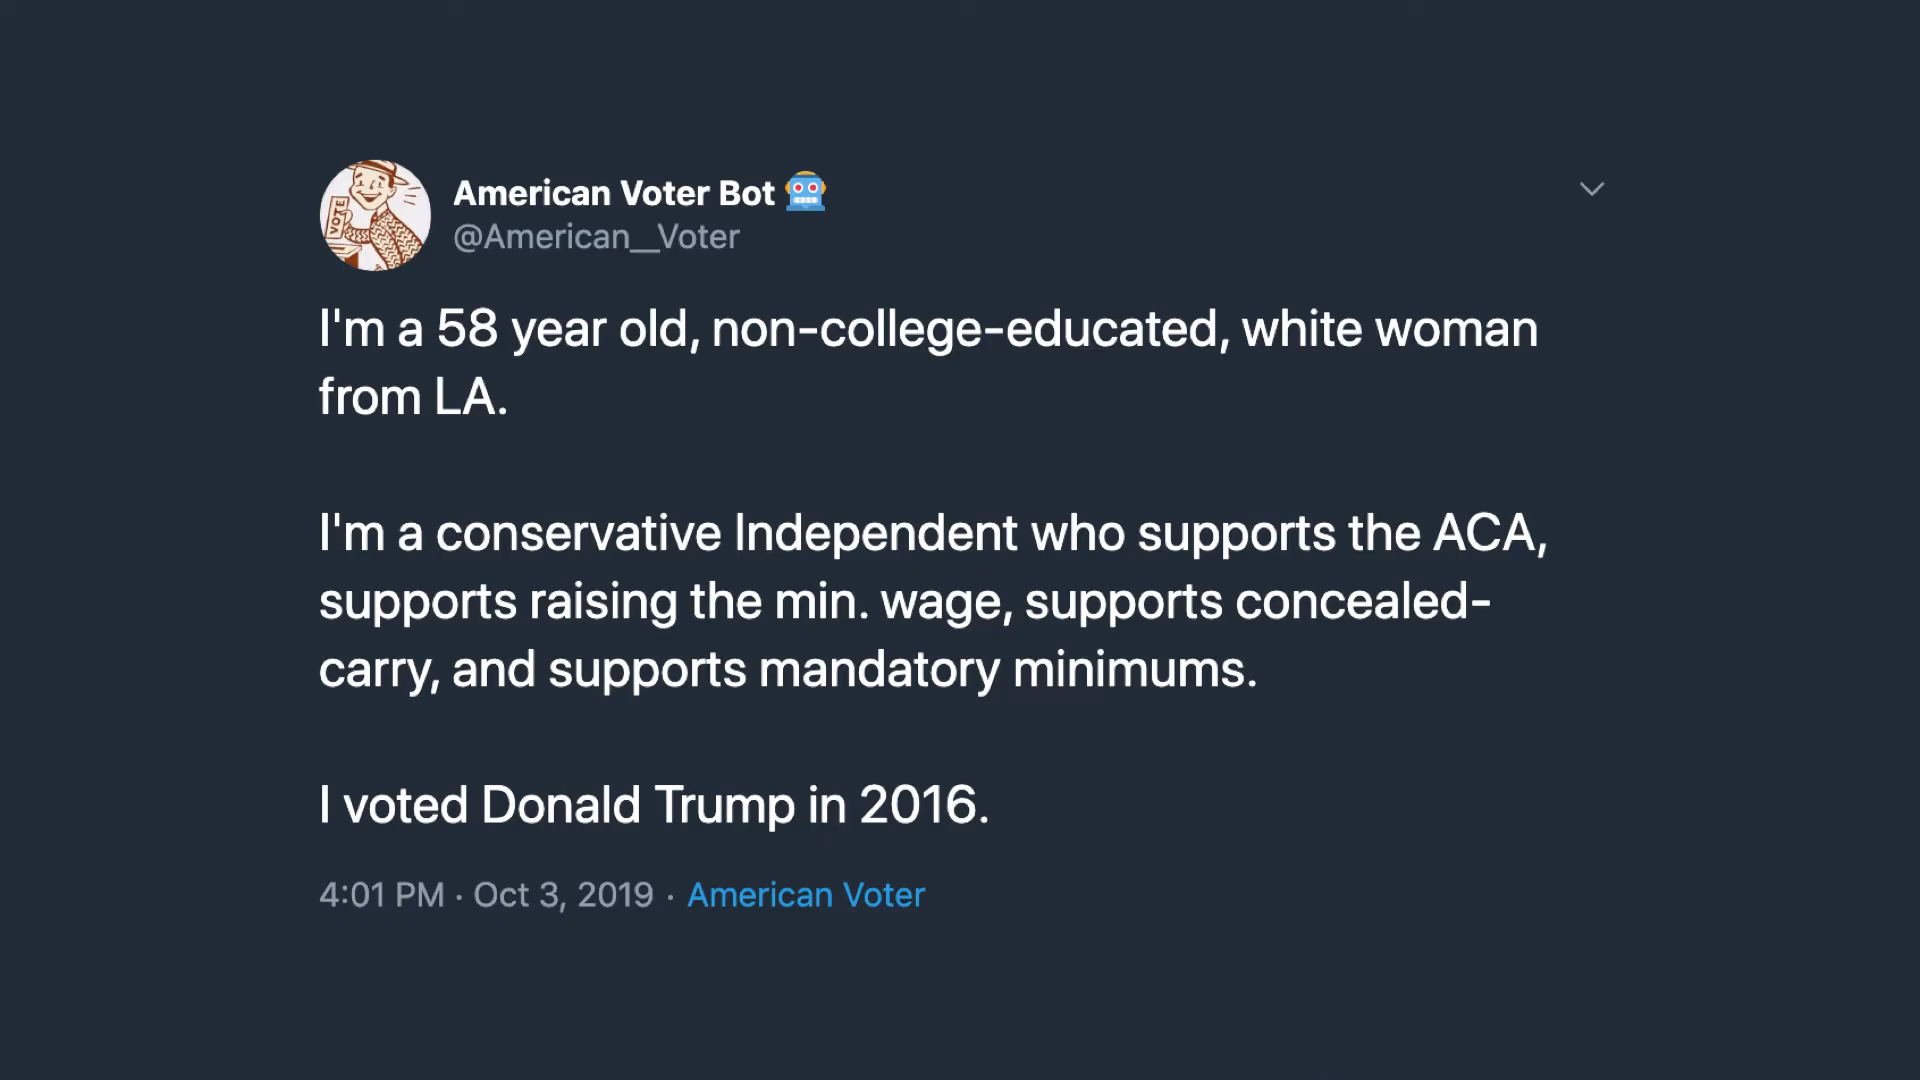 American Voter Bot 🤖
@American__Voter
VOTE
I'm a 58 year old, non-college-educated, white woman
from LA.
I'm a conservative Independent who supports the ACA,
supports raising the min. wage, supports concealed-
carry, and supports mandatory minimums.
I voted Donald Trump in 2016.
4:01 PM · Oct 3, 2019 · American Voter